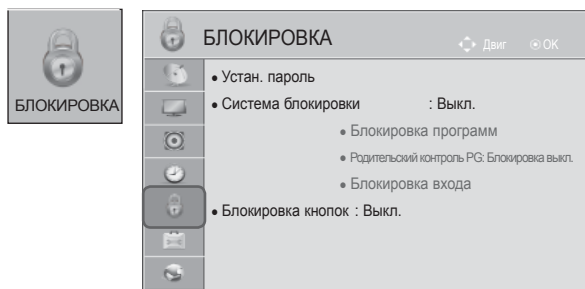 БЛОКИРОВКА
БЛОКИРОВКА
Двиг
OK
• Устан. пароль
• Система блокировки : Выкл.
• Блокировка программ
• Родительский контроль PG: Блокировка выкл.
• Блокировка входа
• Блокировка кнопок : Выкл.